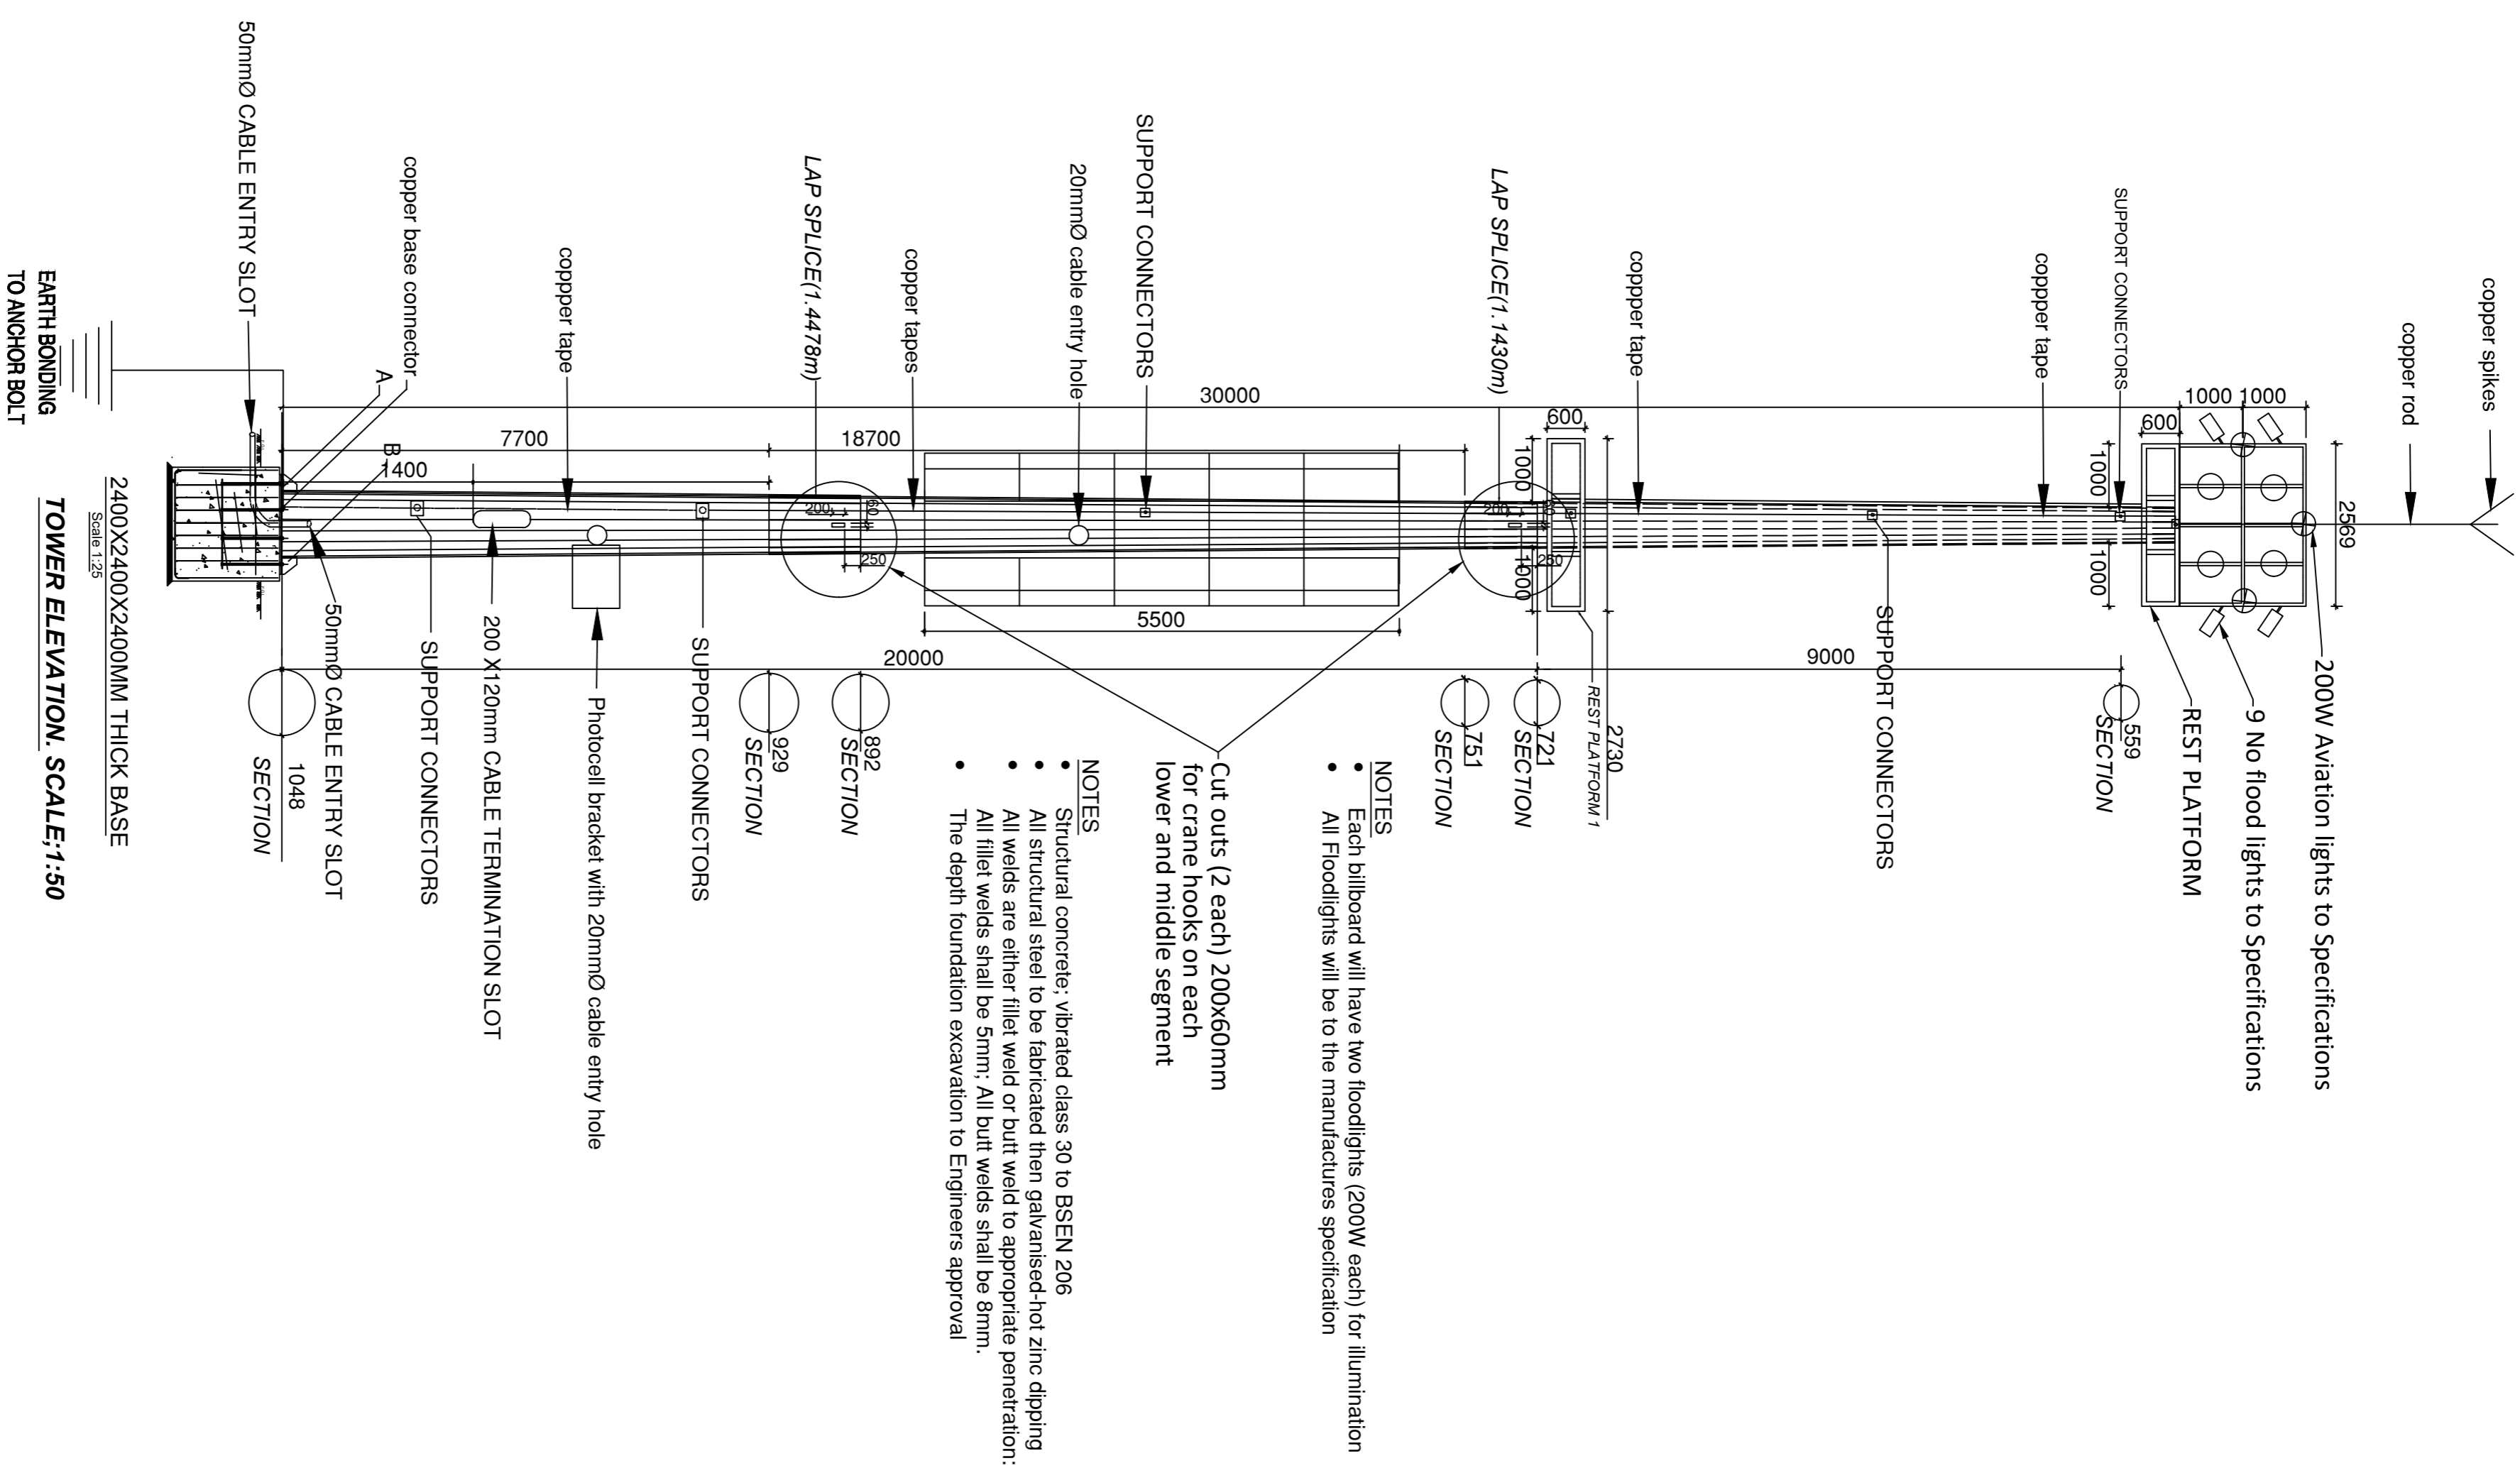 copper spikes
copper rod
1000
1000
2569
200W Aviation lights to Specifications
9 No flood lights to Specifications
600
REST PLATFORM
SUPPORT CONNECTORS
1000
1000
559
SECTION
coppper tape
SUPPORT CONNECTORS
9000
coppper tape
2730
REST PLATFORM 1
600
1000
1000
LAP SPLICE(1.1430m)
60
200
250
721
SECTION
751
SECTION
NOTES
• Each billboard will have two floodlights (200W each) for illumination
• All Floodlights will be to the manufactures specification
30000
Cut outs (2 each) 200x60mm
for crane hooks on each
lower and middle segment
SUPPORT CONNECTORS
20mmØ cable entry hole
5500
NOTES
• Structural concrete; vibrated class 30 to BSEN 206
• All structural steel to be fabricated then galvanised-hot zinc dipping
• All welds are either fillet weld or butt weld to appropriate penetration:
All fillet welds shall be 5mm; All butt welds shall be 8mm.
• The depth foundation excavation to Engineers approval
copper tapes
18700
20000
LAP SPLICE(1.4478m)
60
200
250
892
SECTION
929
SECTION
SUPPORT CONNECTORS
Photocell bracket with 20mmØ cable entry hole
coppper tape
7700
200 X120mm CABLE TERMINATION SLOT
1400
SUPPORT CONNECTORS
copper base connector
A
B
50mmØ CABLE ENTRY SLOT
1048
SECTION
50mmØ CABLE ENTRY SLOT
2400X2400X2400MM THICK BASE
Scale 1:25
EARTH BONDING
TO ANCHOR BOLT
TOWER ELEVATION. SCALE;1:50